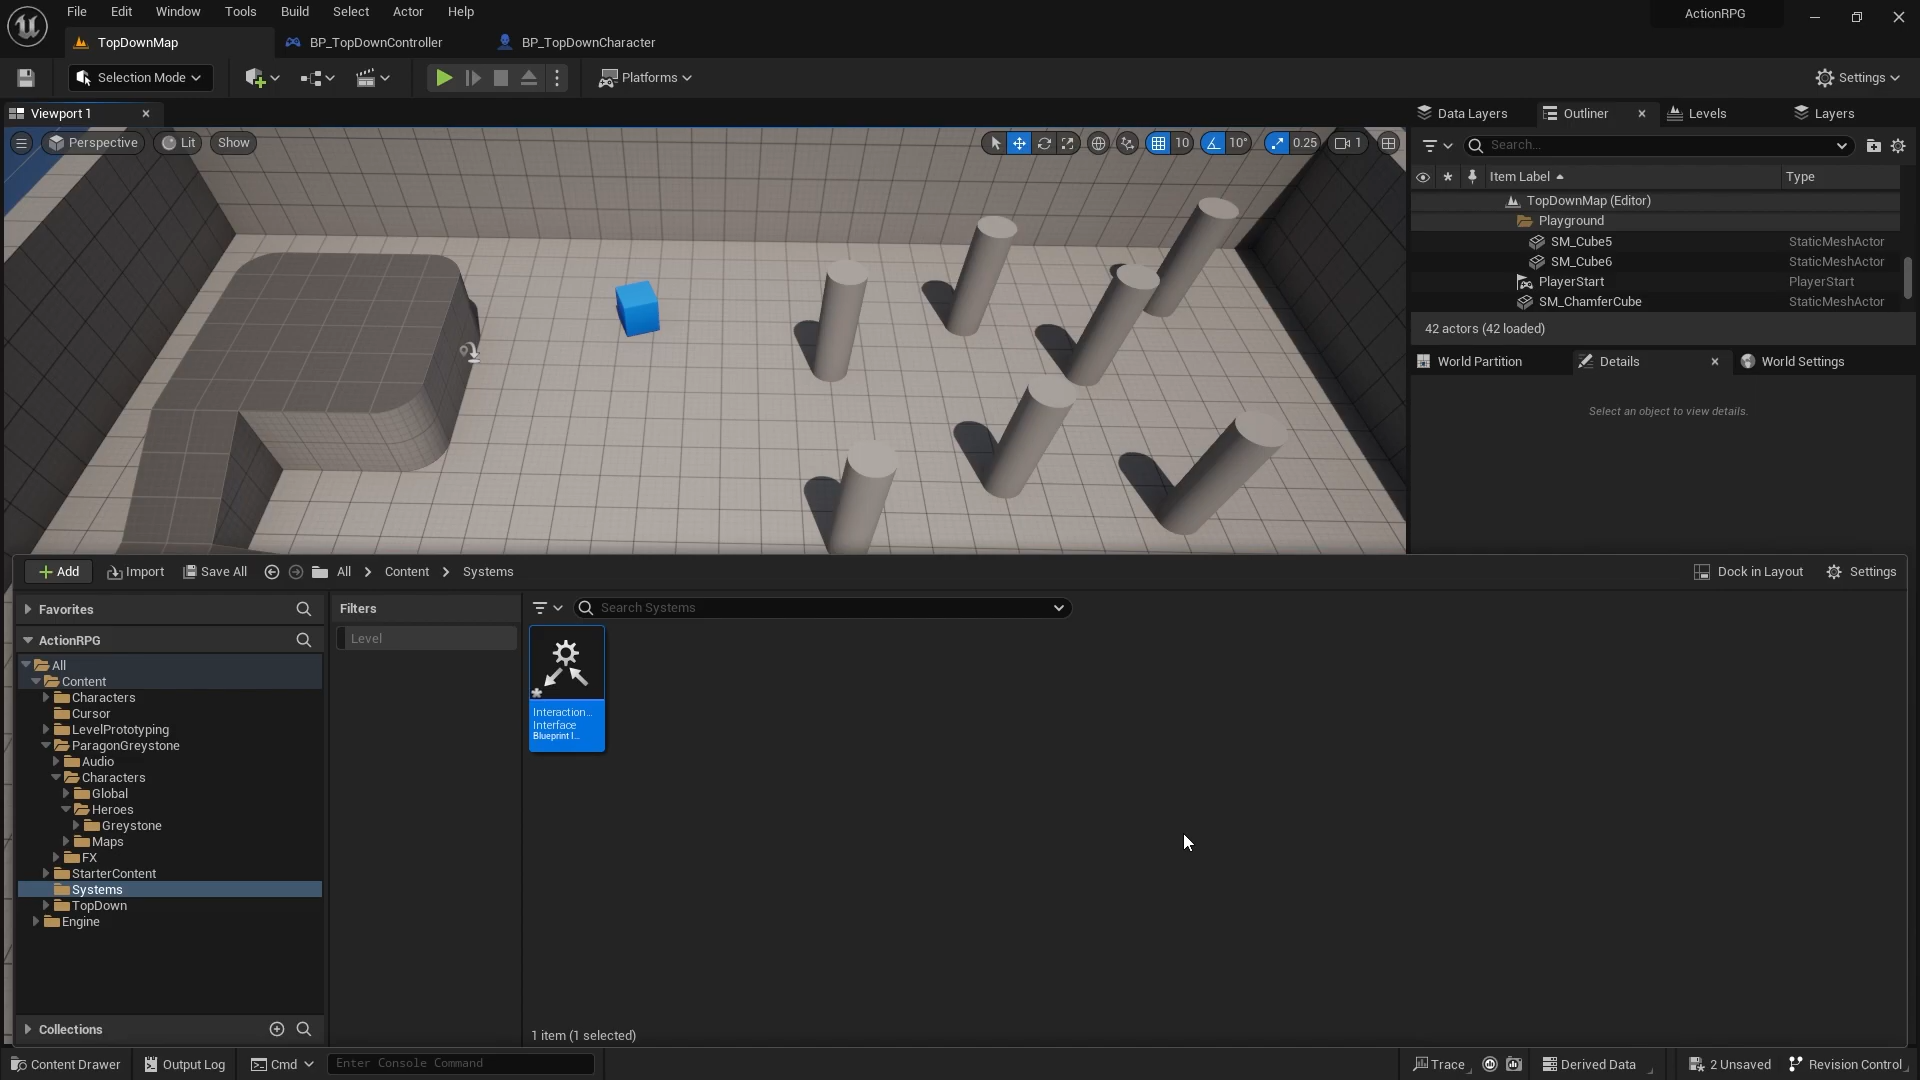 File Edit Window Tools Build Select Actor Help ActionRPG
TopDownMap BP_TopDownController BP_TopDownCharacter
Selection Mode Platforms Settings
Viewport 1 Data Layers Outliner Levels Layers
Perspective Lit Show 10 10° 0.25 1 Search...
Item Label Type
TopDownMap (Editor)
Playground
SM_Cube5 StaticMeshActor
SM_Cube6 StaticMeshActor
PlayerStart PlayerStart
SM_ChamferCube StaticMeshActor
42 actors (42 loaded)
World Partition Details World Settings
Select an object to view details.
Add Import Save All All Content Systems Dock in Layout Settings
Favorites Filters Search Systems
ActionRPG Level
All
Content
Characters
Cursor
LevelPrototyping
ParagonGreystone
Audio
Characters
Global
Heroes
Greystone
Maps
FX
StarterContent
Systems
TopDown
Engine
Interaction...
Interface
Blueprint I...
Collections 1 item (1 selected)
Content Drawer Output Log Cmd Enter Console Command Trace Derived Data 2 Unsaved Revision Control